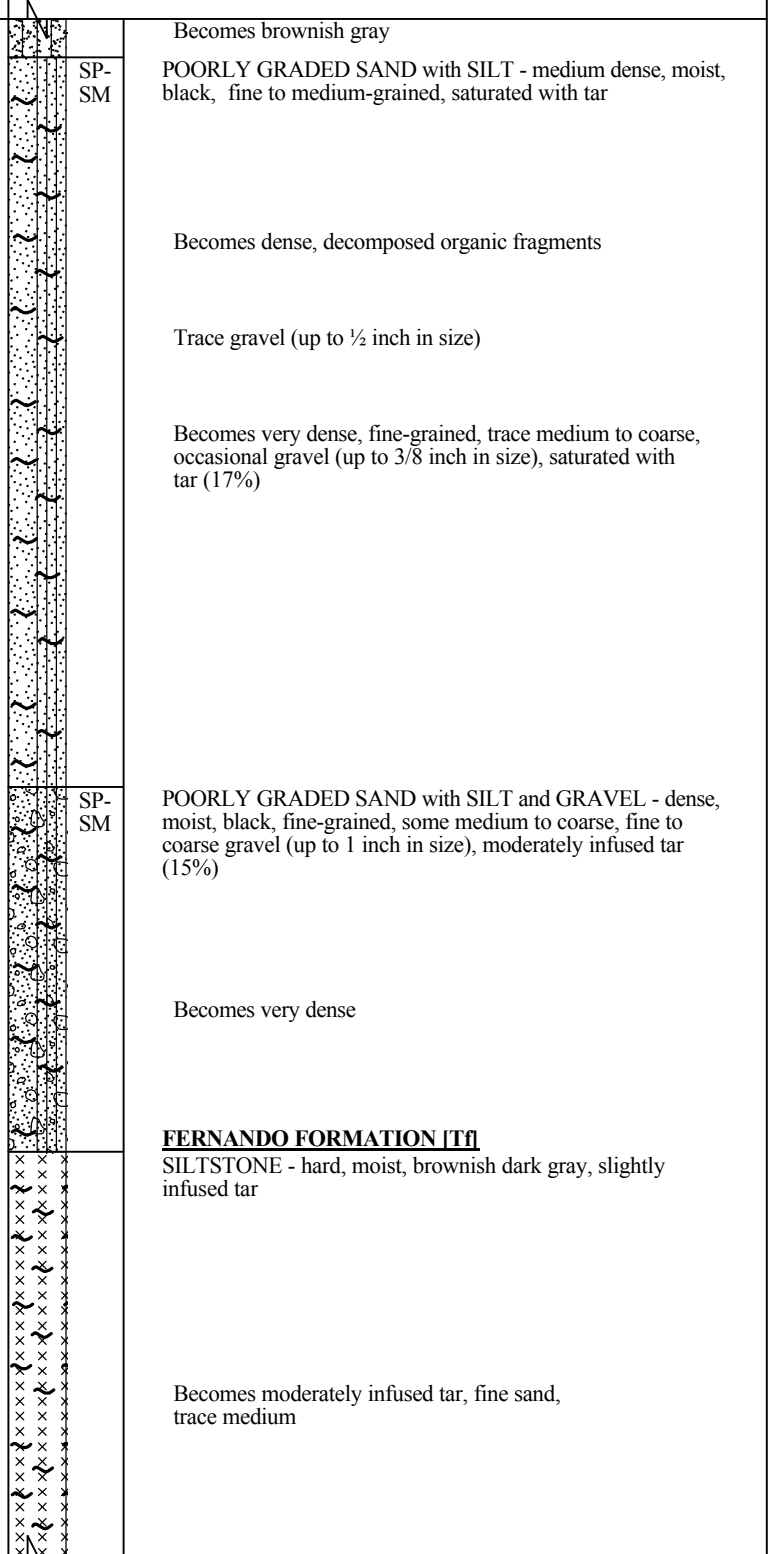 Becomes brownish gray
SP-
SM
POORLY GRADED SAND with SILT - medium dense, moist,
black, fine to medium-grained, saturated with tar
Becomes dense, decomposed organic fragments
Trace gravel (up to ½ inch in size)
Becomes very dense, fine-grained, trace medium to coarse,
occasional gravel (up to 3/8 inch in size), saturated with
tar (17%)
SP-
SM
POORLY GRADED SAND with SILT and GRAVEL - dense,
moist, black, fine-grained, some medium to coarse, fine to
coarse gravel (up to 1 inch in size), moderately infused tar
(15%)
Becomes very dense
FERNANDO FORMATION [Tf]
SILTSTONE - hard, moist, brownish dark gray, slightly
infused tar
Becomes moderately infused tar, fine sand,
trace medium